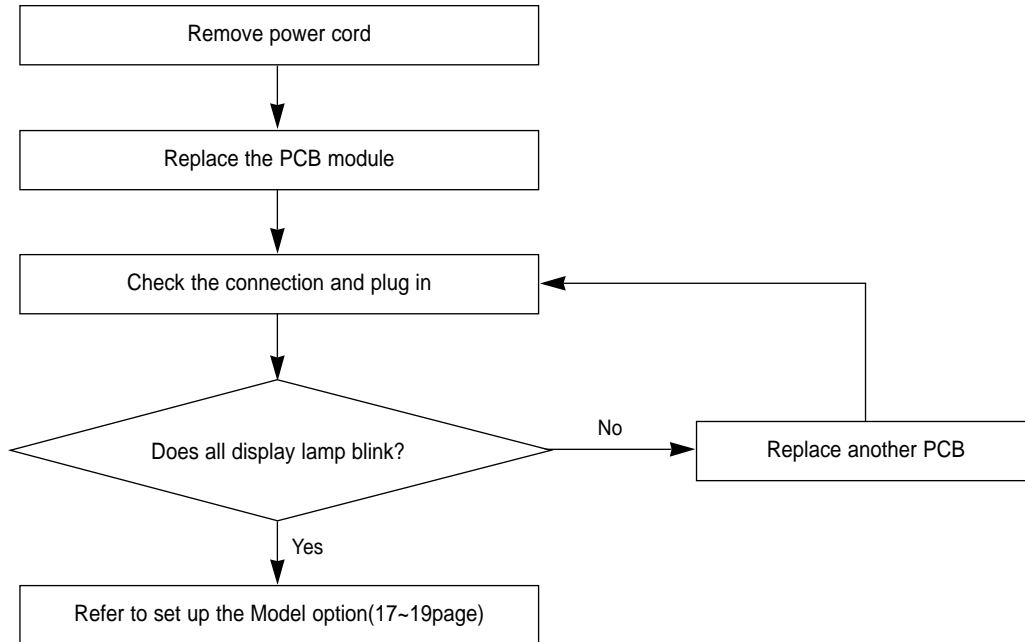 Remove power cord
Replace the PCB module
Check the connection and plug in
Does all display lamp blink?
No
Replace another PCB
Yes
Refer to set up the Model option(17~19page)